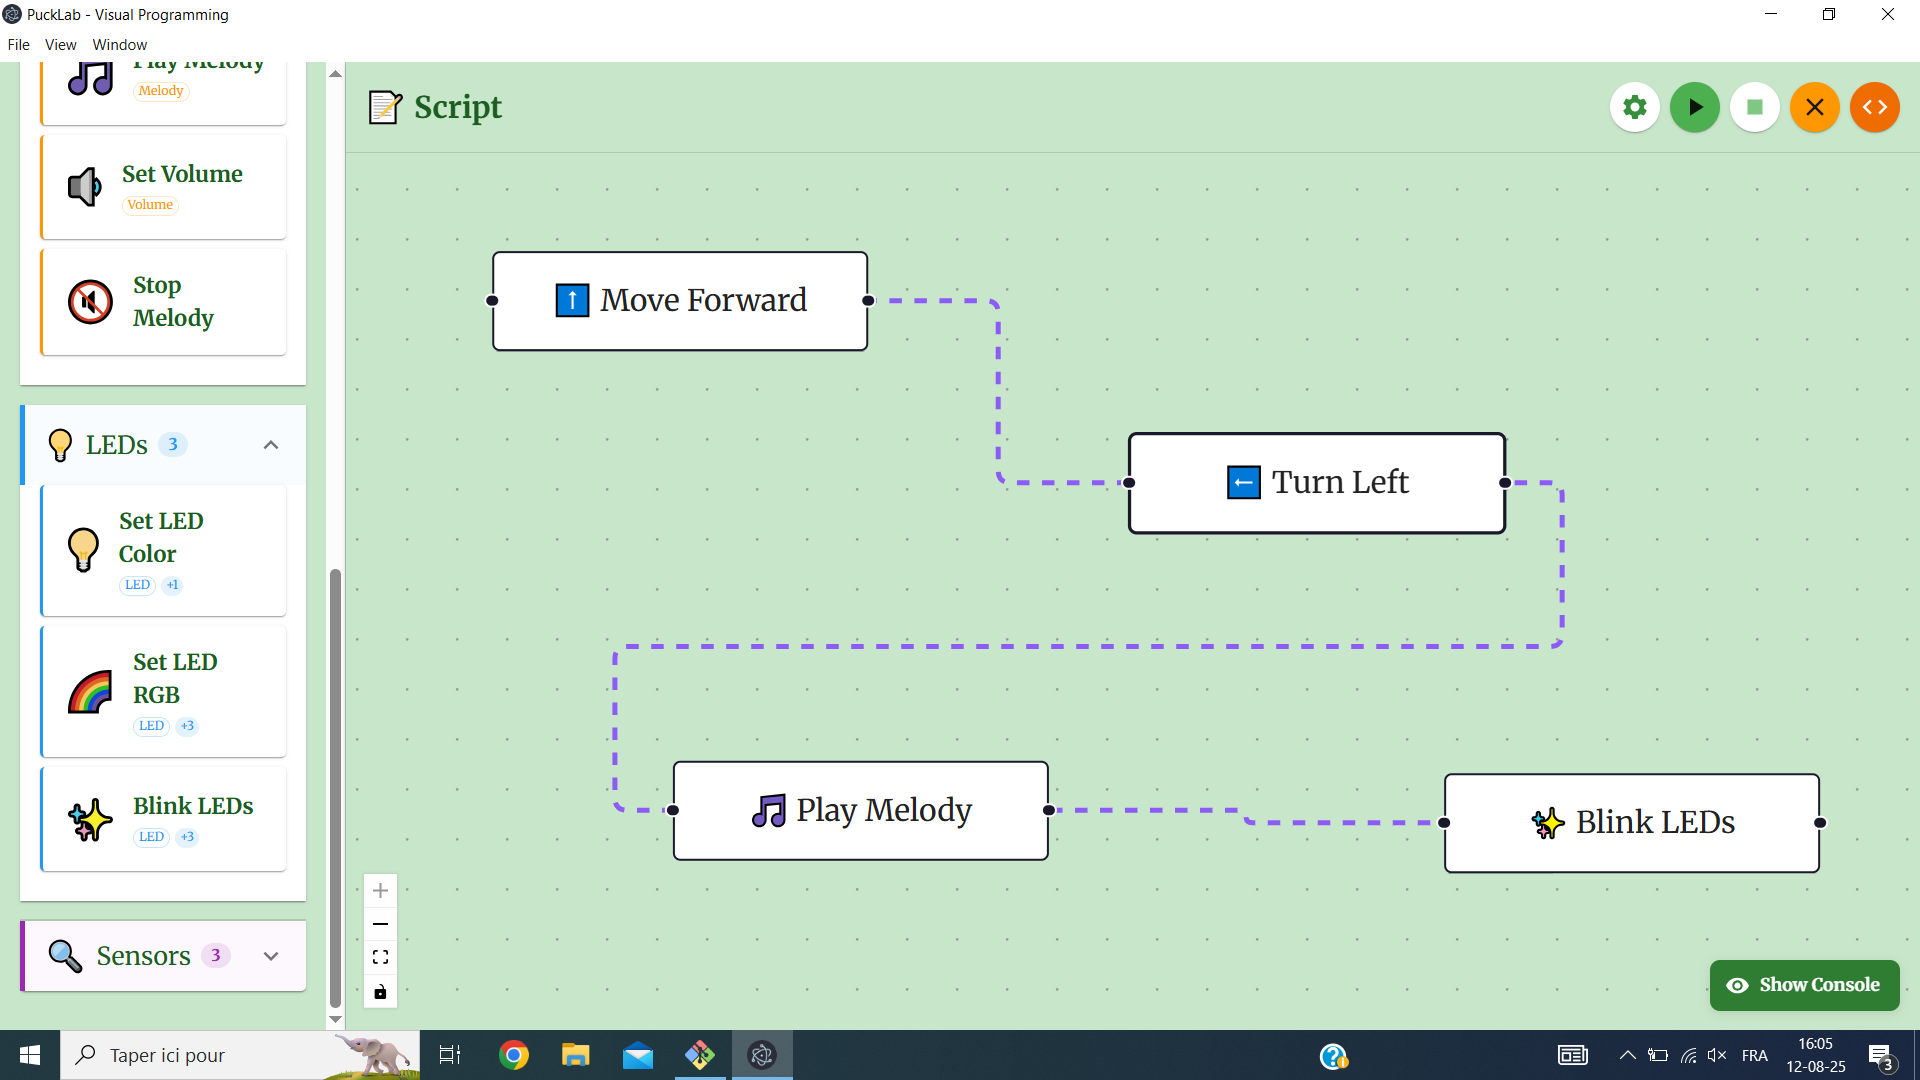 PuckLab - Visual Programming
File View Window
Play Melody
Melody
Set Volume
Volume
Stop
Melody
LEDs 3
Set LED
Color
LED +1
Set LED
RGB
LED +3
Blink LEDs
LED +3
Sensors 3
Script
Move Forward
Turn Left
Play Melody
Blink LEDs
Show Console
Taper ici pour
FRA
16:05
12-08-25
3